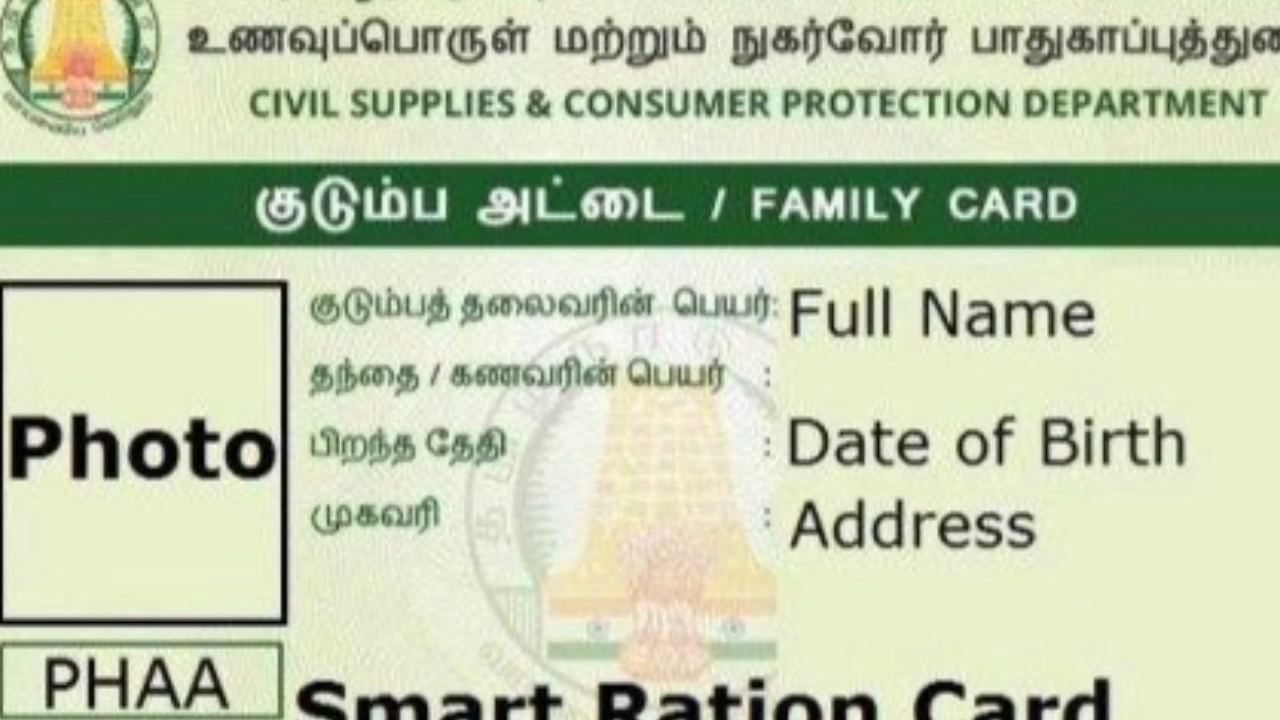 உணவுப்பொருள் மற்றும் நுகர்வோர் பாதுகாப்புத்துறை
CIVIL SUPPLIES & CONSUMER PROTECTION DEPARTMENT
குடும்ப அட்டை / FAMILY CARD
குடும்பத் தலைவரின் பெயர்: Full Name
தந்தை / கணவரின் பெயர் :
பிறந்த தேதி : Date of Birth
முகவரி : Address
Photo
PHAA
Smart Ration Card